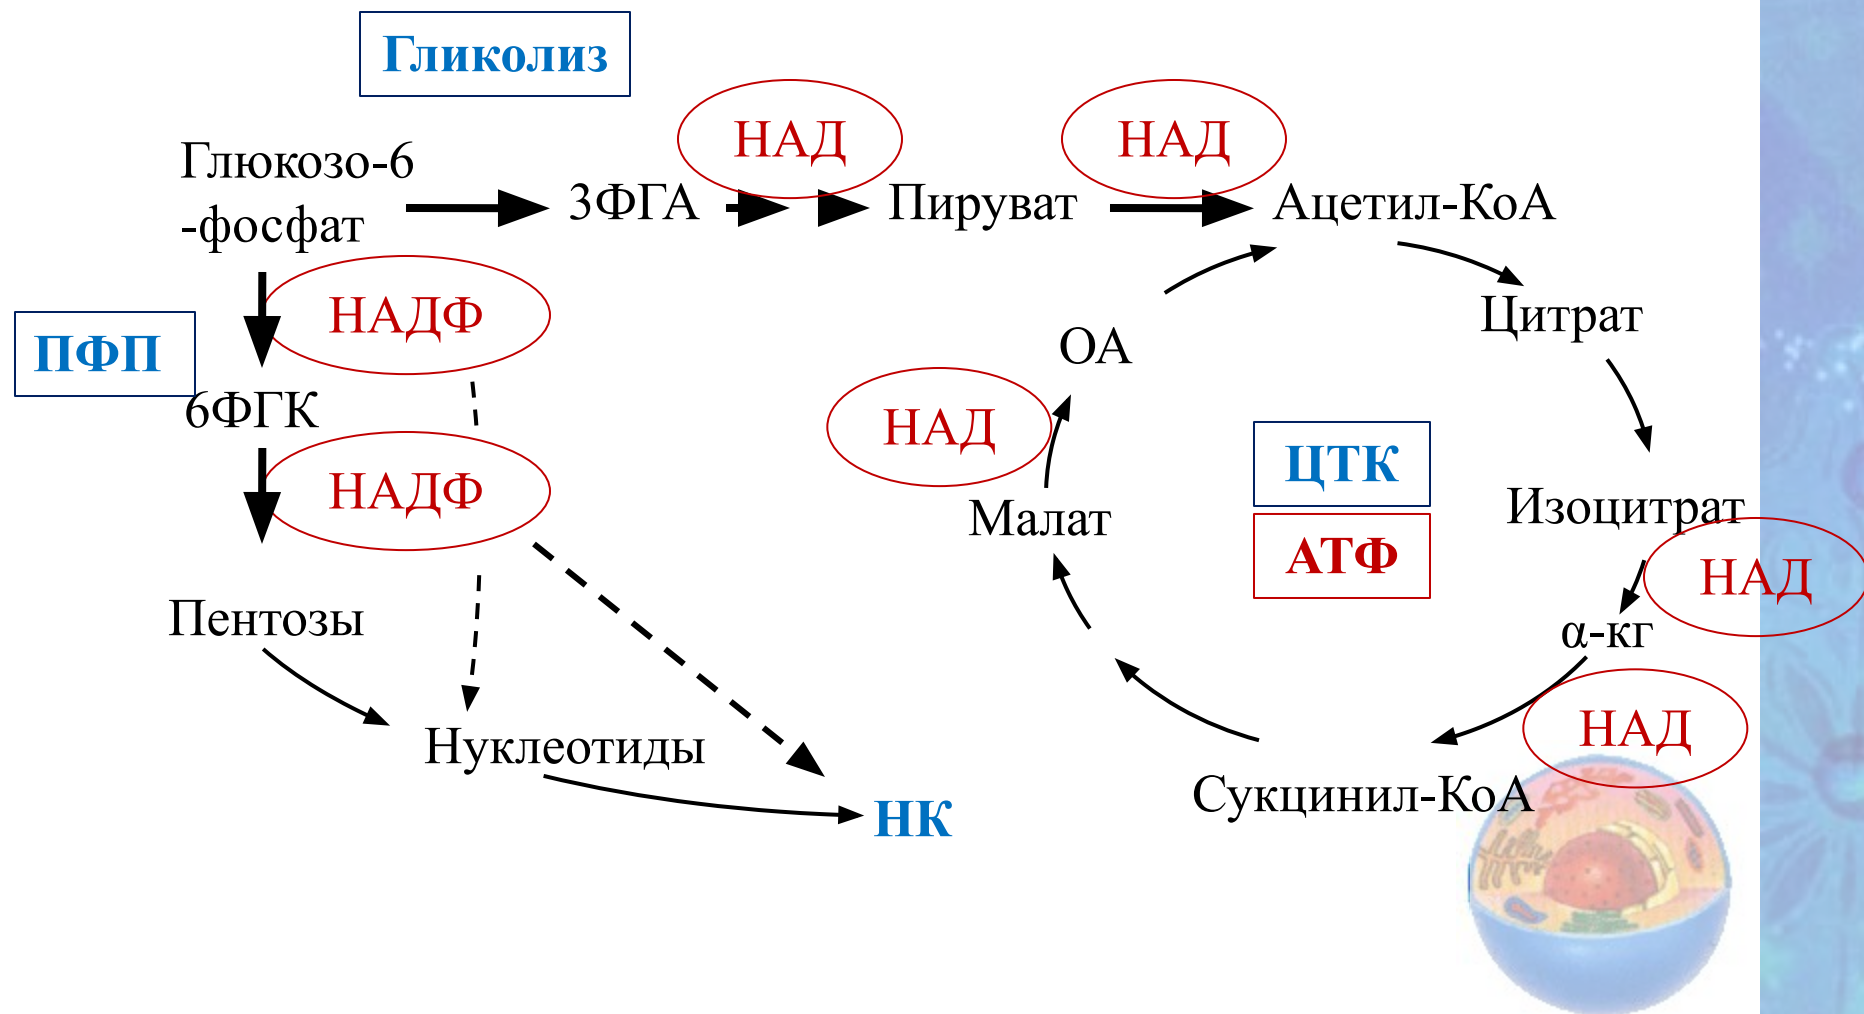 Гликолиз
НАД
НАД
Глюкозо-6
-фосфат
3ФГА
Пируват
Ацетил-КоА
НАДФ
Цитрат
ПФП
ОА
6ФГК
НАД
ЦТК
НАДФ
Изоцитрат
Малат
АТФ
НАД
Пентозы
α-кг
НАД
Нуклеотиды
Сукцинил-КоА
НК